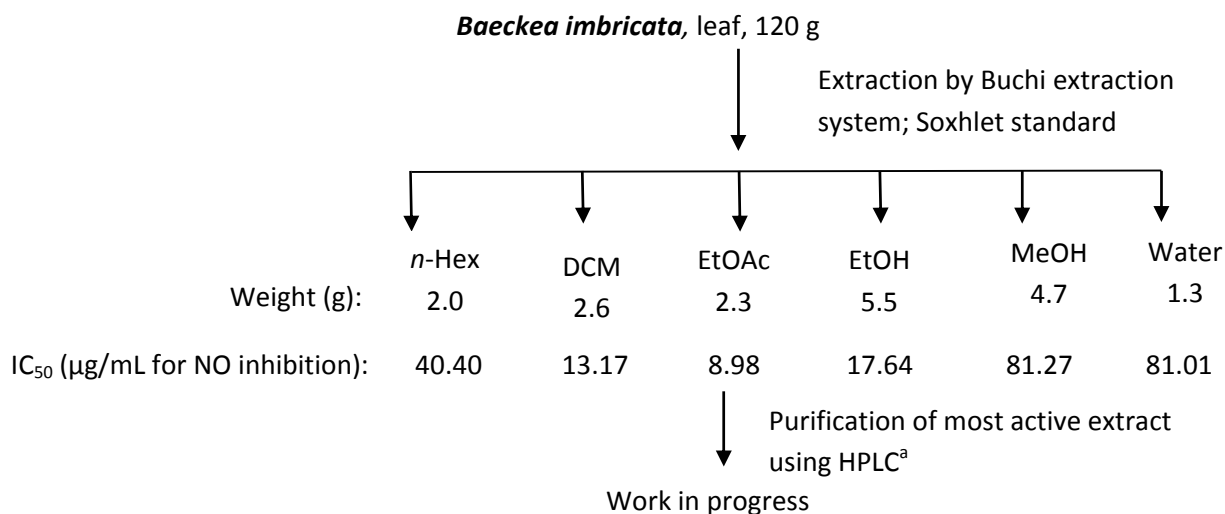 Baeckea imbricata, leaf, 120 g
Extraction by Buchi extraction
system; Soxhlet standard
n-Hex DCM EtOAc EtOH MeOH Water
Weight (g): 2.0 2.6 2.3 5.5 4.7 1.3
IC₅₀ (µg/mL for NO inhibition): 40.40 13.17 8.98 17.64 81.27 81.01
Purification of most active extract
using HPLCᵃ
Work in progress